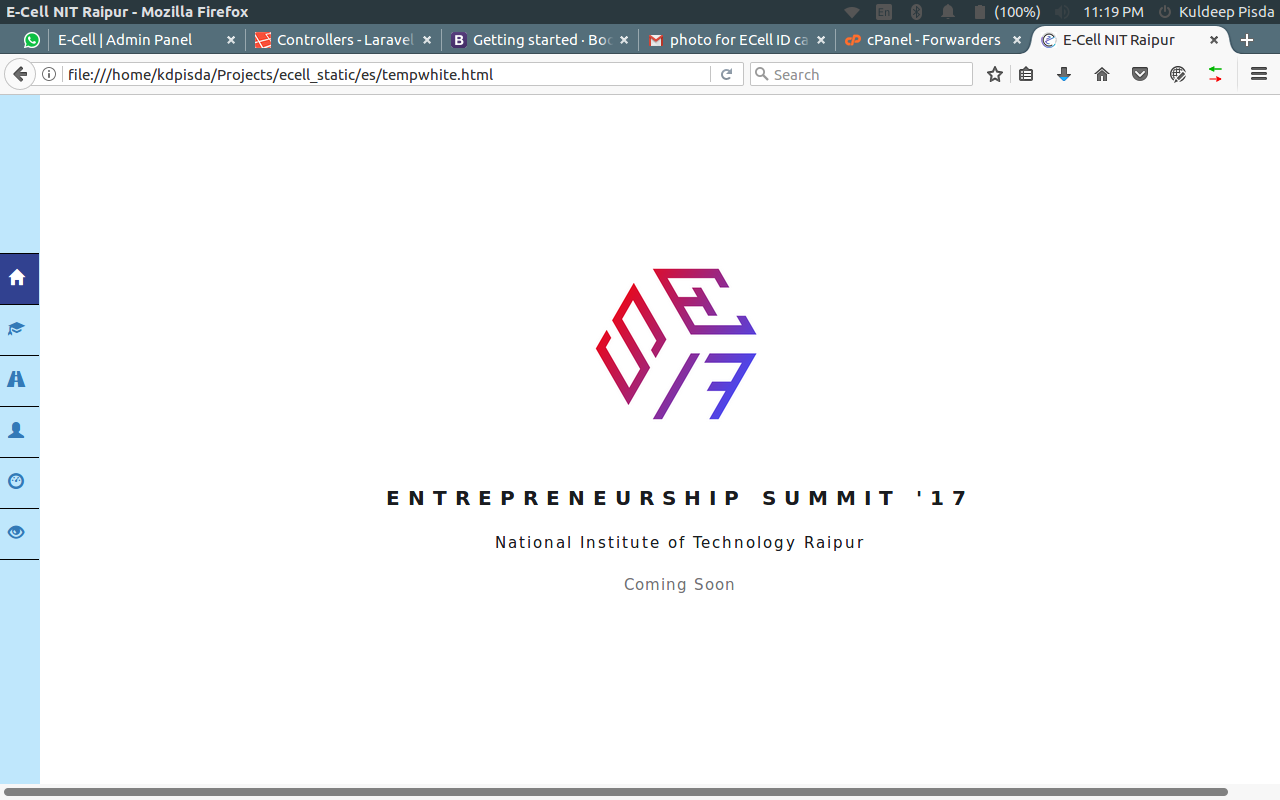 E-Cell NIT Raipur - Mozilla Firefox
En (100%) 11:19 PM Kuldeep Pisda
E-Cell | Admin Panel
Controllers - Laravel
Getting started · Boo
photo for ECell ID ca
cPanel - Forwarders
E-Cell NIT Raipur
file:///home/kdpisda/Projects/ecell_static/es/tempwhite.html
Search
ENTREPRENEURSHIP SUMMIT '17
National Institute of Technology Raipur
Coming Soon